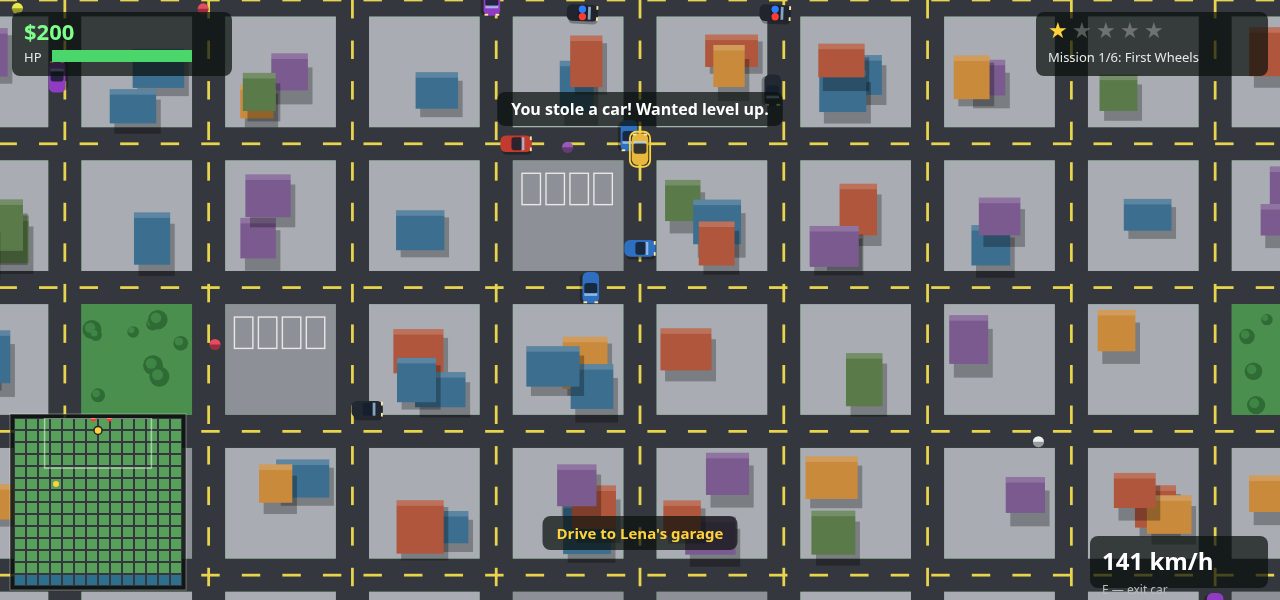 $200
HP
Mission 1/6: First Wheels
You stole a car! Wanted level up.
Drive to Lena's garage
141 km/h
E — exit car